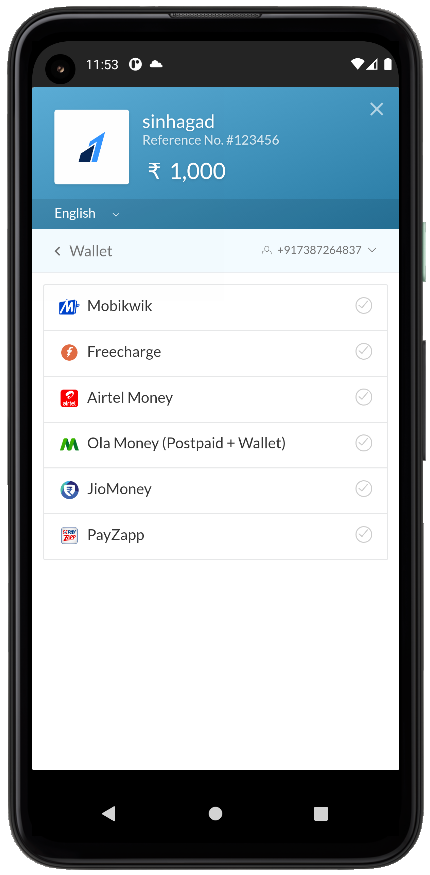 11:53
sinhagad
Reference No. #123456
₹ 1,000
English
Wallet
+917387264837
Mobikwik
Freecharge
airtel
Airtel Money
Ola Money (Postpaid + Wallet)
JioMoney
PayZapp